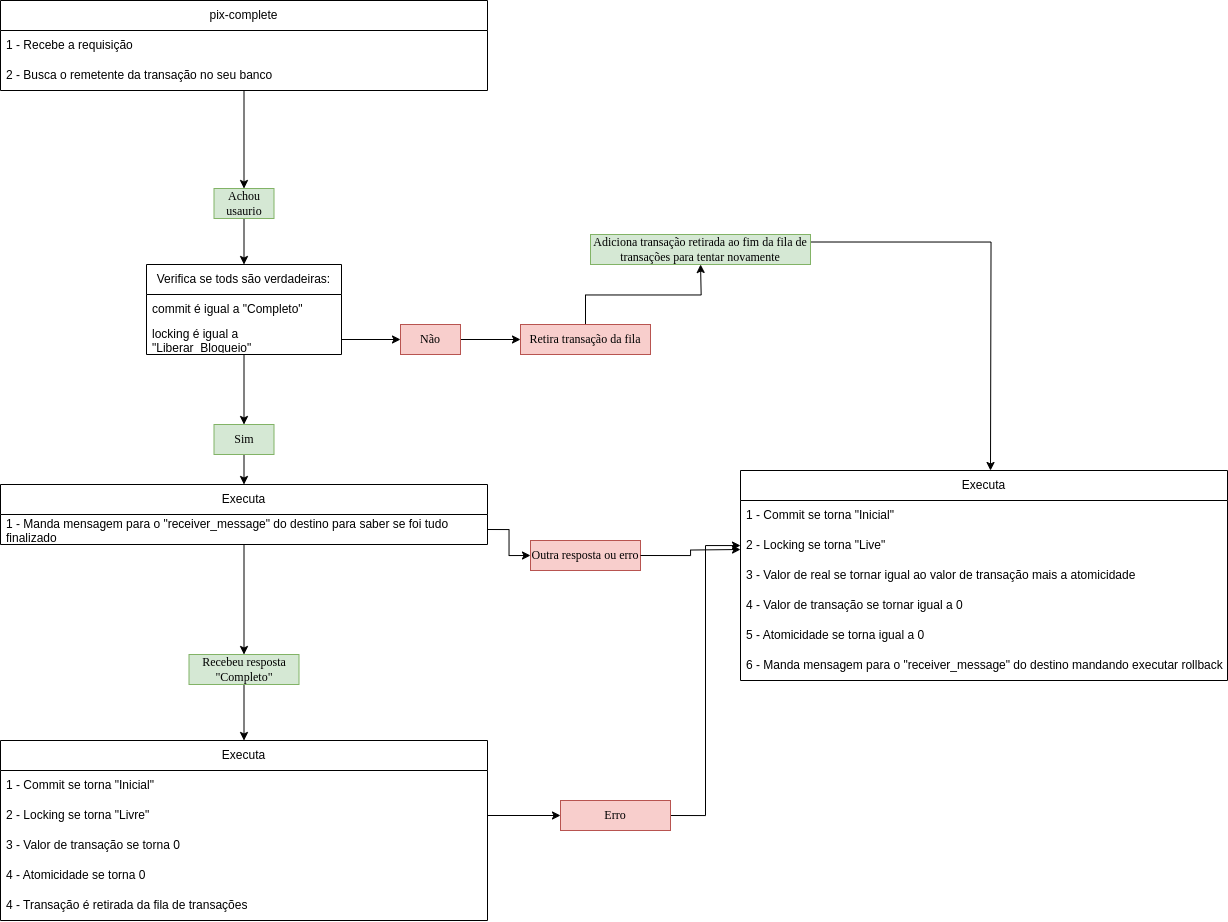 pix-complete
1 - Recebe a requisição
2 - Busca o remetente da transação no seu banco
Achou
usaurio
Verifica se tods são verdadeiras:
commit é igual a "Completo"
locking é igual a
"Liberar_Bloqueio"
Não
Retira transação da fila
Adiciona transação retirada ao fim da fila de
transações para tentar novamente
Sim
Executa
1 - Manda mensagem para o "receiver_message" do destino para saber se foi tudo
finalizado
Outra resposta ou erro
Executa
1 - Commit se torna "Inicial"
2 - Locking se torna "Live"
3 - Valor de real se tornar igual ao valor de transação mais a atomicidade
4 - Valor de transação se tornar igual a 0
5 - Atomicidade se torna igual a 0
6 - Manda mensagem para o "receiver_message" do destino mandando executar rollback
Recebeu resposta
"Completo"
Executa
1 - Commit se torna "Inicial"
2 - Locking se torna "Livre"
3 - Valor de transação se torna 0
4 - Atomicidade se torna 0
4 - Transação é retirada da fila de transações
Erro